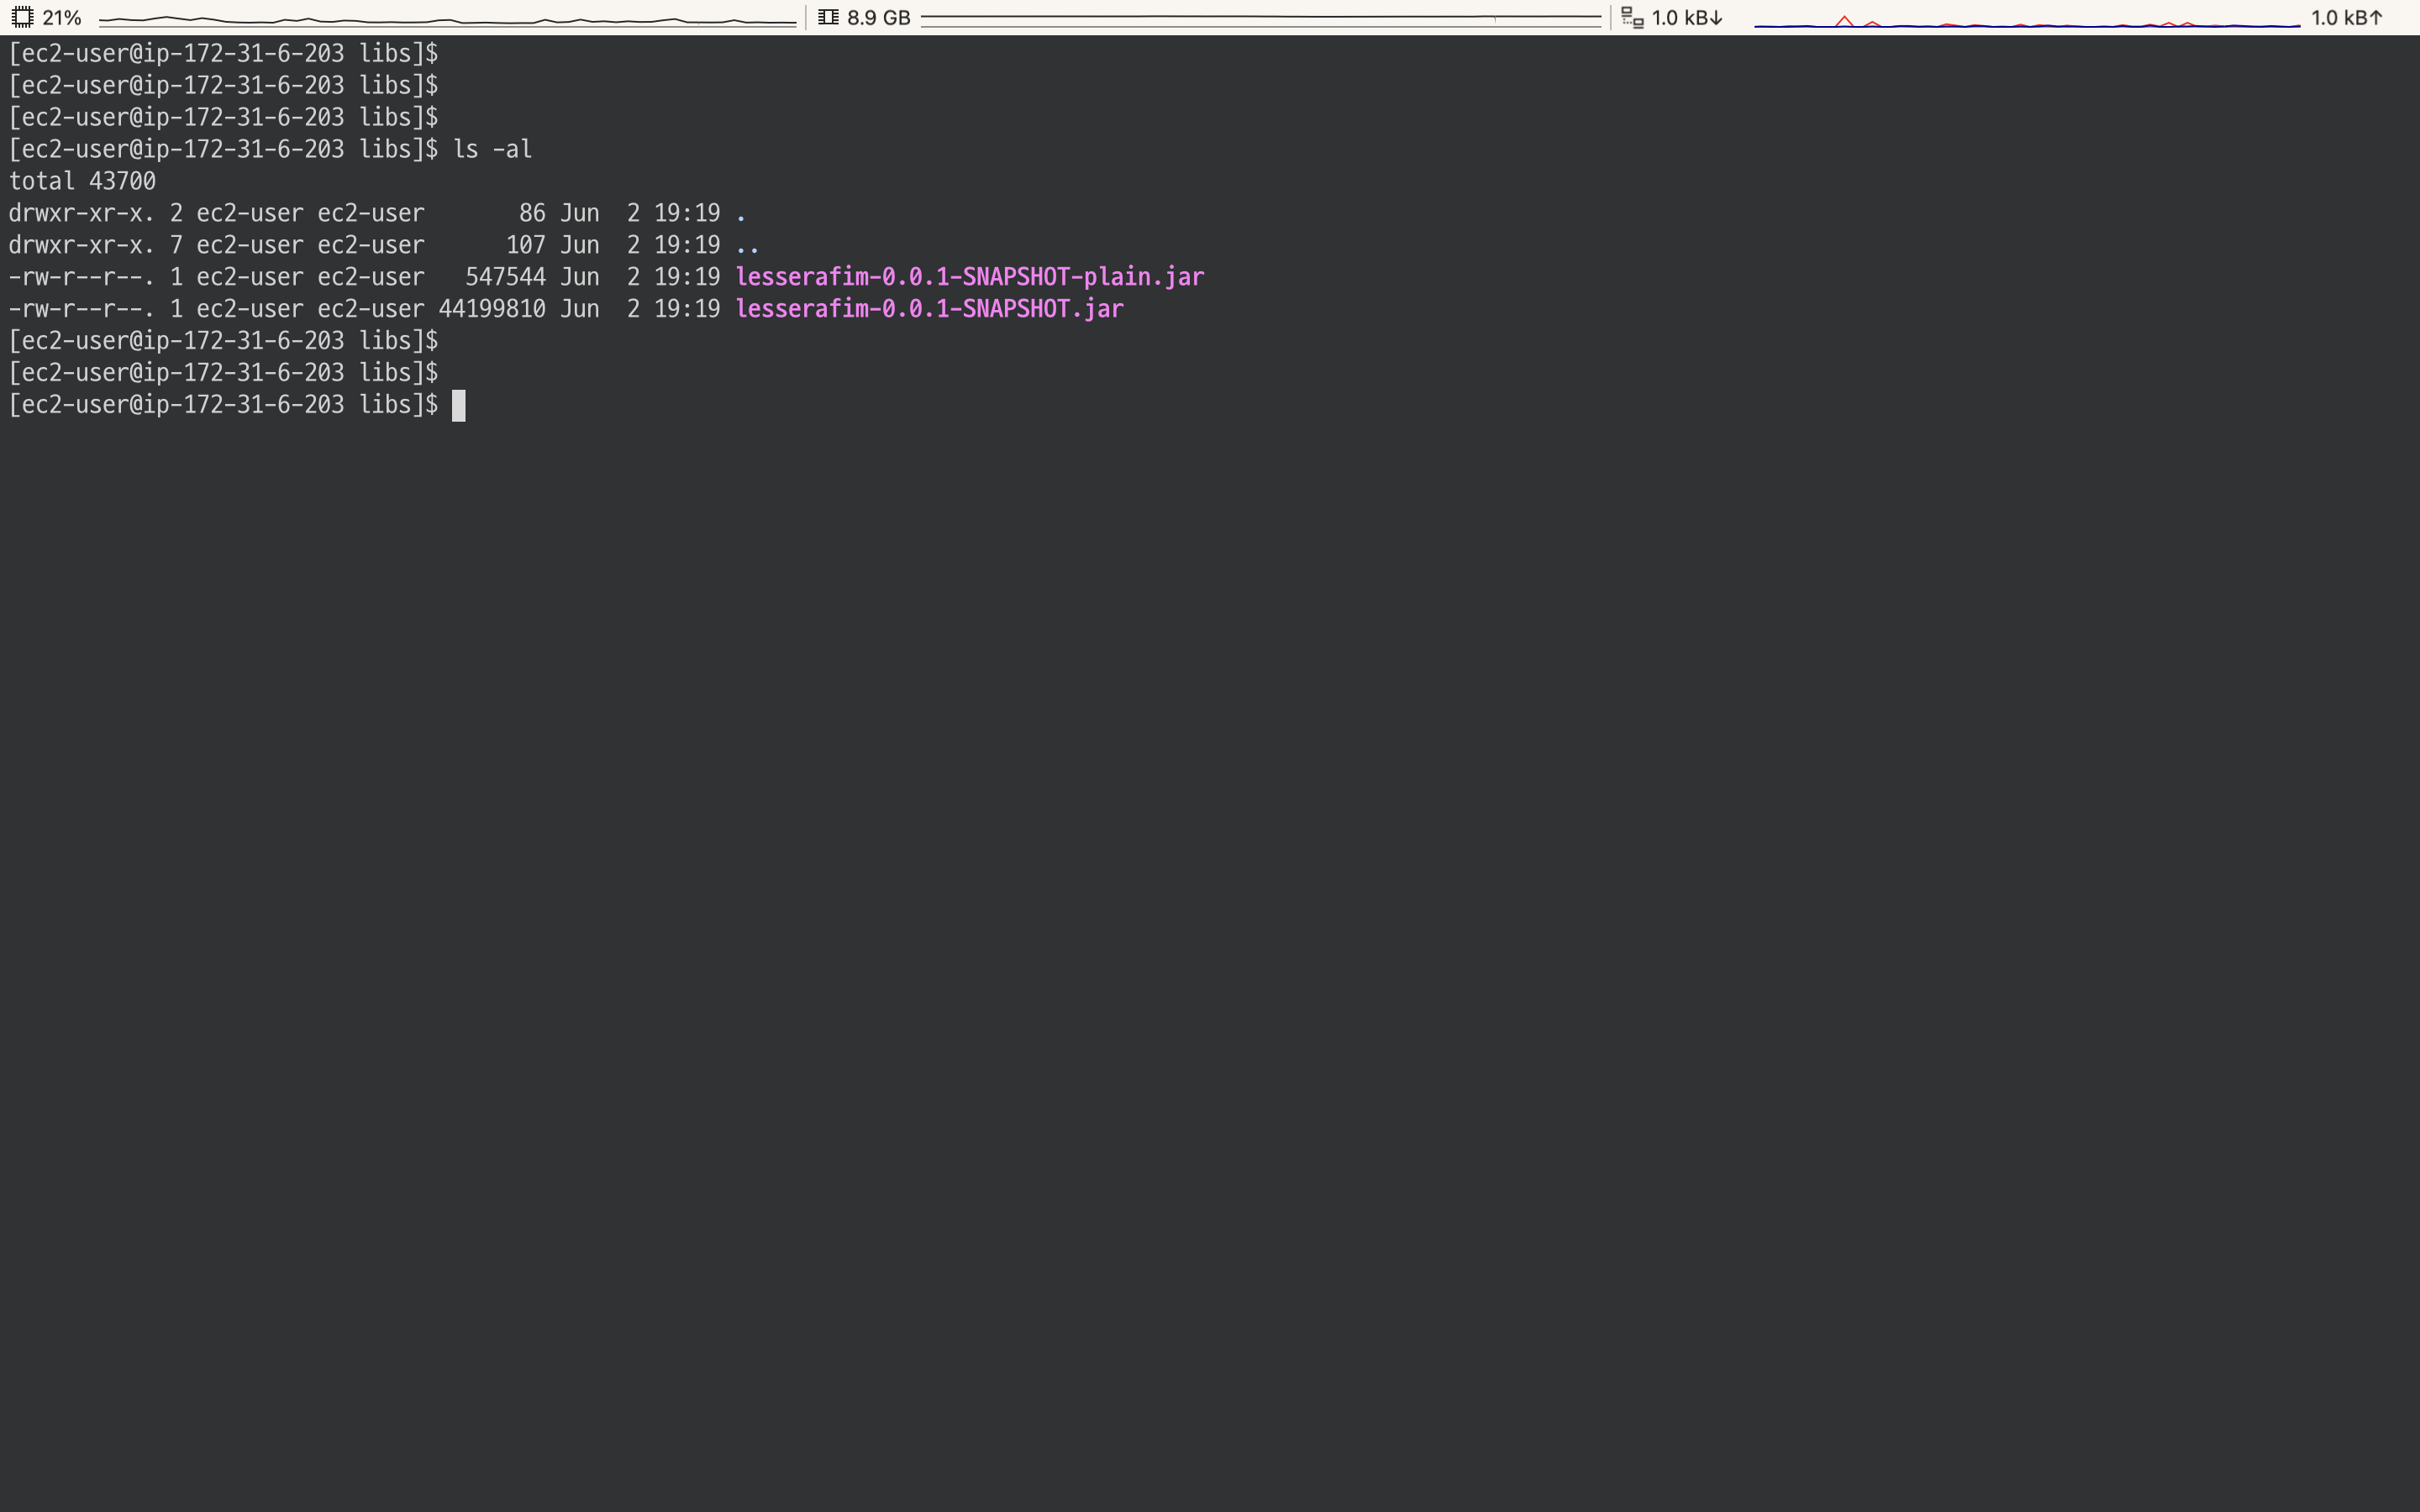 21% 8.9 GB 1.0 kB↓ 1.0 kB↑
[ec2-user@ip-172-31-6-203 libs]$
[ec2-user@ip-172-31-6-203 libs]$
[ec2-user@ip-172-31-6-203 libs]$
[ec2-user@ip-172-31-6-203 libs]$ ls -al
total 43700
drwxr-xr-x. 2 ec2-user ec2-user       86 Jun  2 19:19 .
drwxr-xr-x. 7 ec2-user ec2-user      107 Jun  2 19:19 ..
-rw-r--r--. 1 ec2-user ec2-user   547544 Jun  2 19:19 lesserafim-0.0.1-SNAPSHOT-plain.jar
-rw-r--r--. 1 ec2-user ec2-user 44199810 Jun  2 19:19 lesserafim-0.0.1-SNAPSHOT.jar
[ec2-user@ip-172-31-6-203 libs]$
[ec2-user@ip-172-31-6-203 libs]$
[ec2-user@ip-172-31-6-203 libs]$